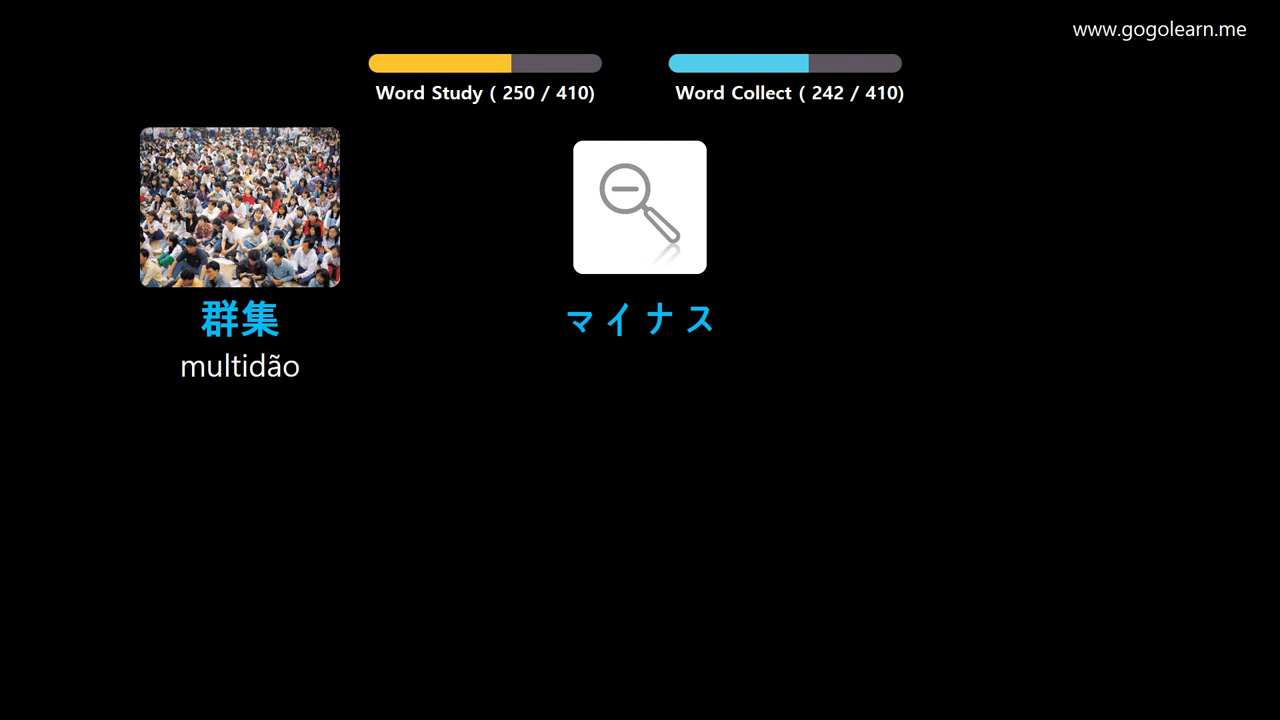 www.gogolearn.me
Word Study ( 250 / 410)
Word Collect ( 242 / 410)
群集
マイナス
multidão